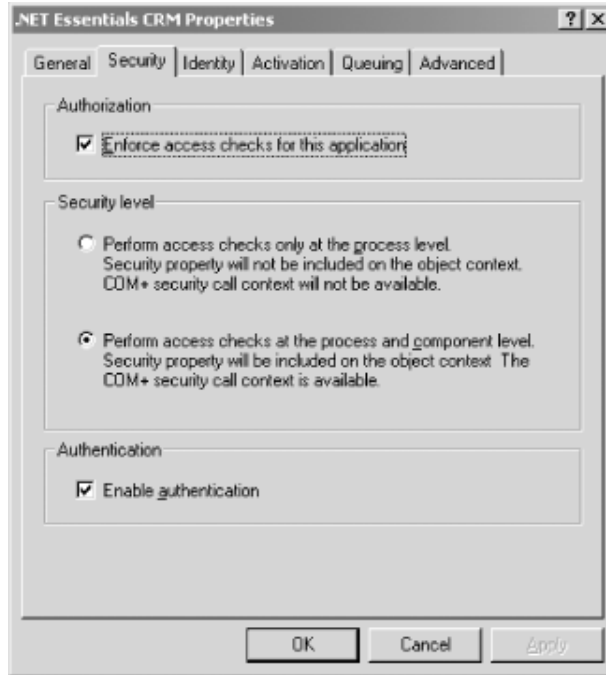 .NET Essentials CRM Properties
? X
General Security Identity Activation Queuing Advanced
Authorization
Enforce access checks for this application
Security level
Perform access checks only at the process level.
Security property will not be included on the object context.
COM+ security call context will not be available.
Perform access checks at the process and component level.
Security property will be included on the object context The
COM+ security call context is available.
Authentication
Enable authentication
OK Cancel Apply